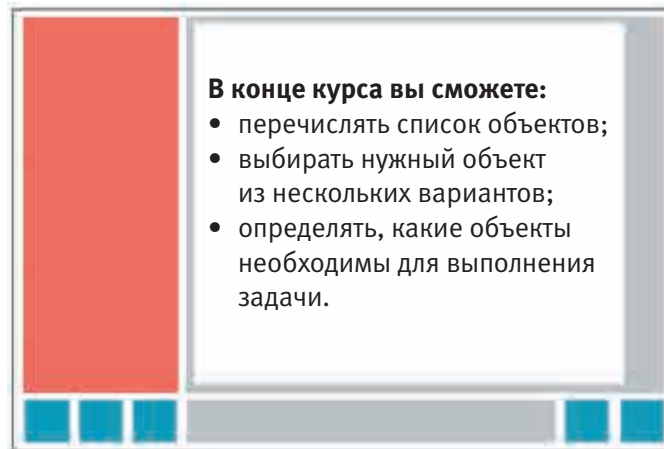 В конце курса вы сможете:
• перечислять список объектов;
• выбирать нужный объект
из нескольких вариантов;
• определять, какие объекты
необходимы для выполнения
задачи.